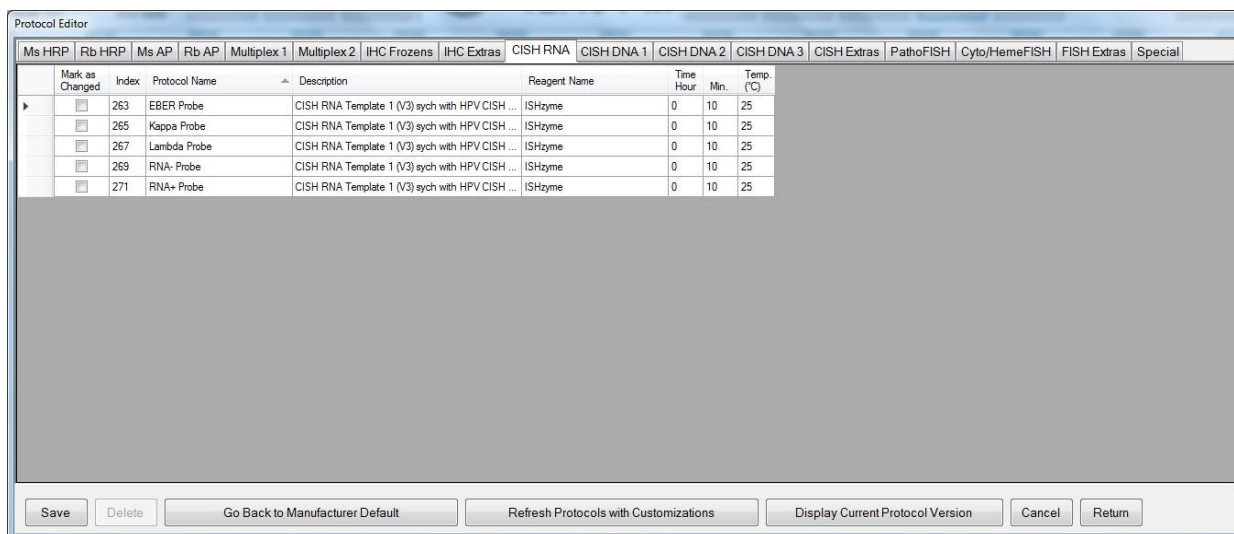 Protocol Editor
Ms HRP Rb HRP Ms AP Rb AP Multiplex 1 Multiplex 2 IHC Frozens IHC Extras CISH RNA CISH DNA 1 CISH DNA 2 CISH DNA 3 CISH Extras PathoFISH Cyto/HemeFISH FISH Extras Special
Mark as Changed Index Protocol Name Description Reagent Name Time Hour Min. Temp. (°C)
263 EBER Probe CISH RNA Template 1 (V3) sych with HPV CISH ... ISHzyme 0 10 25
265 Kappa Probe CISH RNA Template 1 (V3) sych with HPV CISH ... ISHzyme 0 10 25
267 Lambda Probe CISH RNA Template 1 (V3) sych with HPV CISH ... ISHzyme 0 10 25
269 RNA- Probe CISH RNA Template 1 (V3) sych with HPV CISH ... ISHzyme 0 10 25
271 RNA+ Probe CISH RNA Template 1 (V3) sych with HPV CISH ... ISHzyme 0 10 25
Save Delete Go Back to Manufacturer Default Refresh Protocols with Customizations Display Current Protocol Version Cancel Return